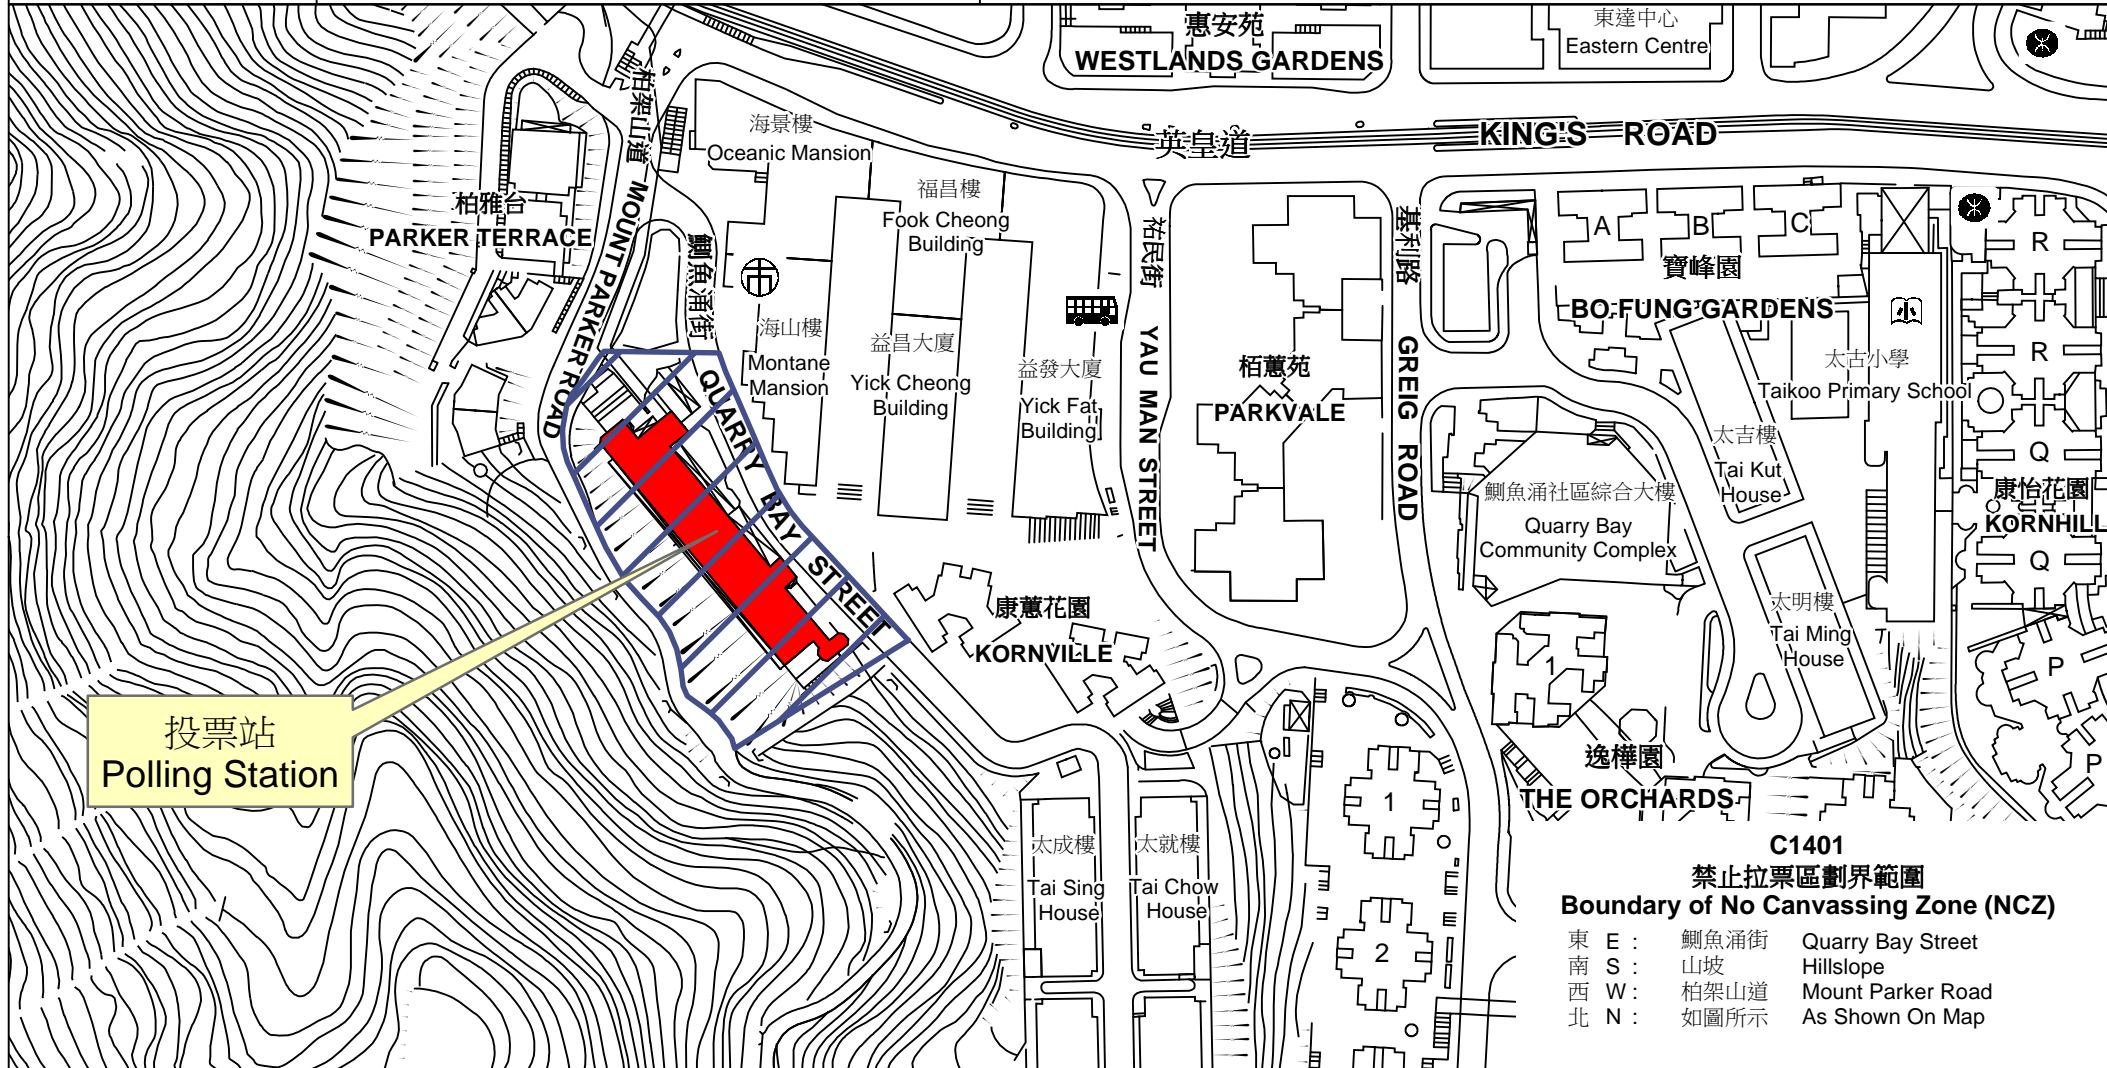 惠安苑
WESTLANDS GARDENS
東達中心
Eastern Centre
柏架山道
MOUNT PARKER ROAD
海景樓
Oceanic Mansion
英皇道
KING'S ROAD
柏雅台
PARKER TERRACE
福昌樓
Fook Cheong
Building
鰂魚涌街
QUARRY BAY STREET
祐民街
YAU MAN STREET
基利路
GREIG ROAD
A
B
C
寶峰園
BO FUNG GARDENS
R
海山樓
Montane
Mansion
益昌大廈
Yick Cheong
Building
益發大廈
Yick Fat
Building
栢蕙苑
PARKVALE
太古小學
Taikoo Primary School
R
太吉樓
Tai Kut
House
Q
康怡花園
KORNHILL
Q
鰂魚涌社區綜合大樓
Quarry Bay
Community Complex
太明樓
Tai Ming
House
康蕙花園
KORNVILLE
1
P
P
逸樺園
THE ORCHARDS
投票站
Polling Station
1
2
太成樓
Tai Sing
House
太就樓
Tai Chow
House
C1401
禁止拉票區劃界範圍
Boundary of No Canvassing Zone (NCZ)
東 E : 鰂魚涌街 Quarry Bay Street
南 S : 山坡 Hillslope
西 W : 柏架山道 Mount Parker Road
北 N : 如圖所示 As Shown On Map